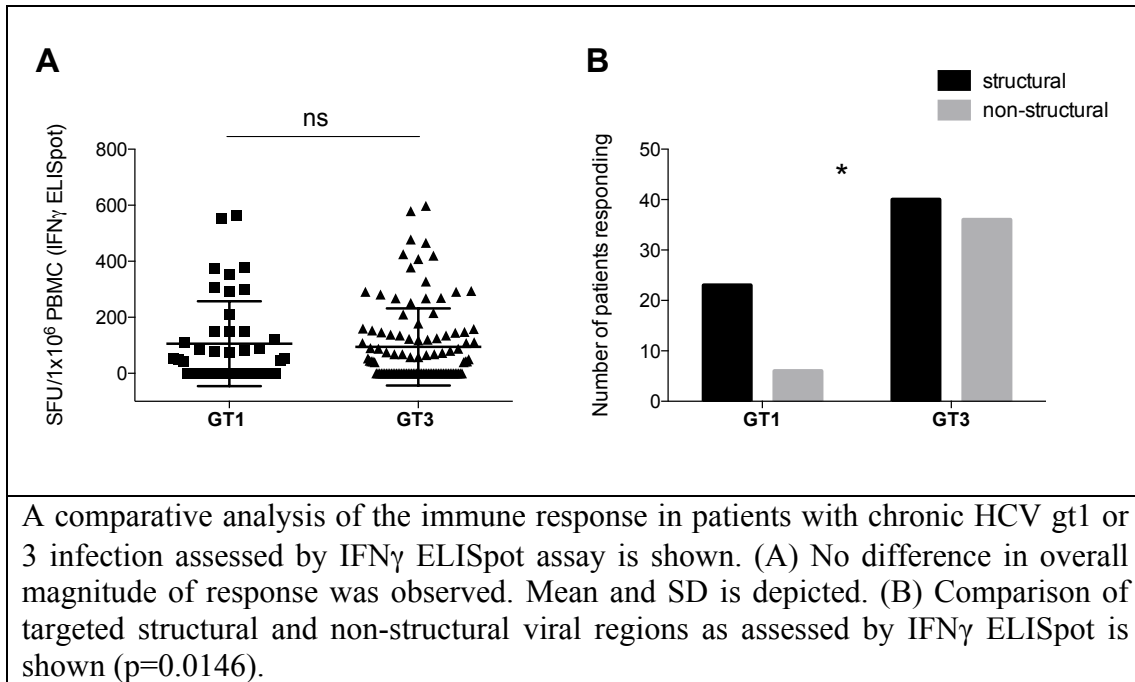 A
B
structural
non-structural
ns
*
SFU/1x10⁶ PBMC (IFNγ ELISpot)
800
600
400
200
0
GT1
GT3
Number of patients responding
50
40
30
20
10
0
GT1
GT3
A comparative analysis of the immune response in patients with chronic HCV gt1 or
3 infection assessed by IFNγ ELISpot assay is shown. (A) No difference in overall
magnitude of response was observed. Mean and SD is depicted. (B) Comparison of
targeted structural and non-structural viral regions as assessed by IFNγ ELISpot is
shown (p=0.0146).